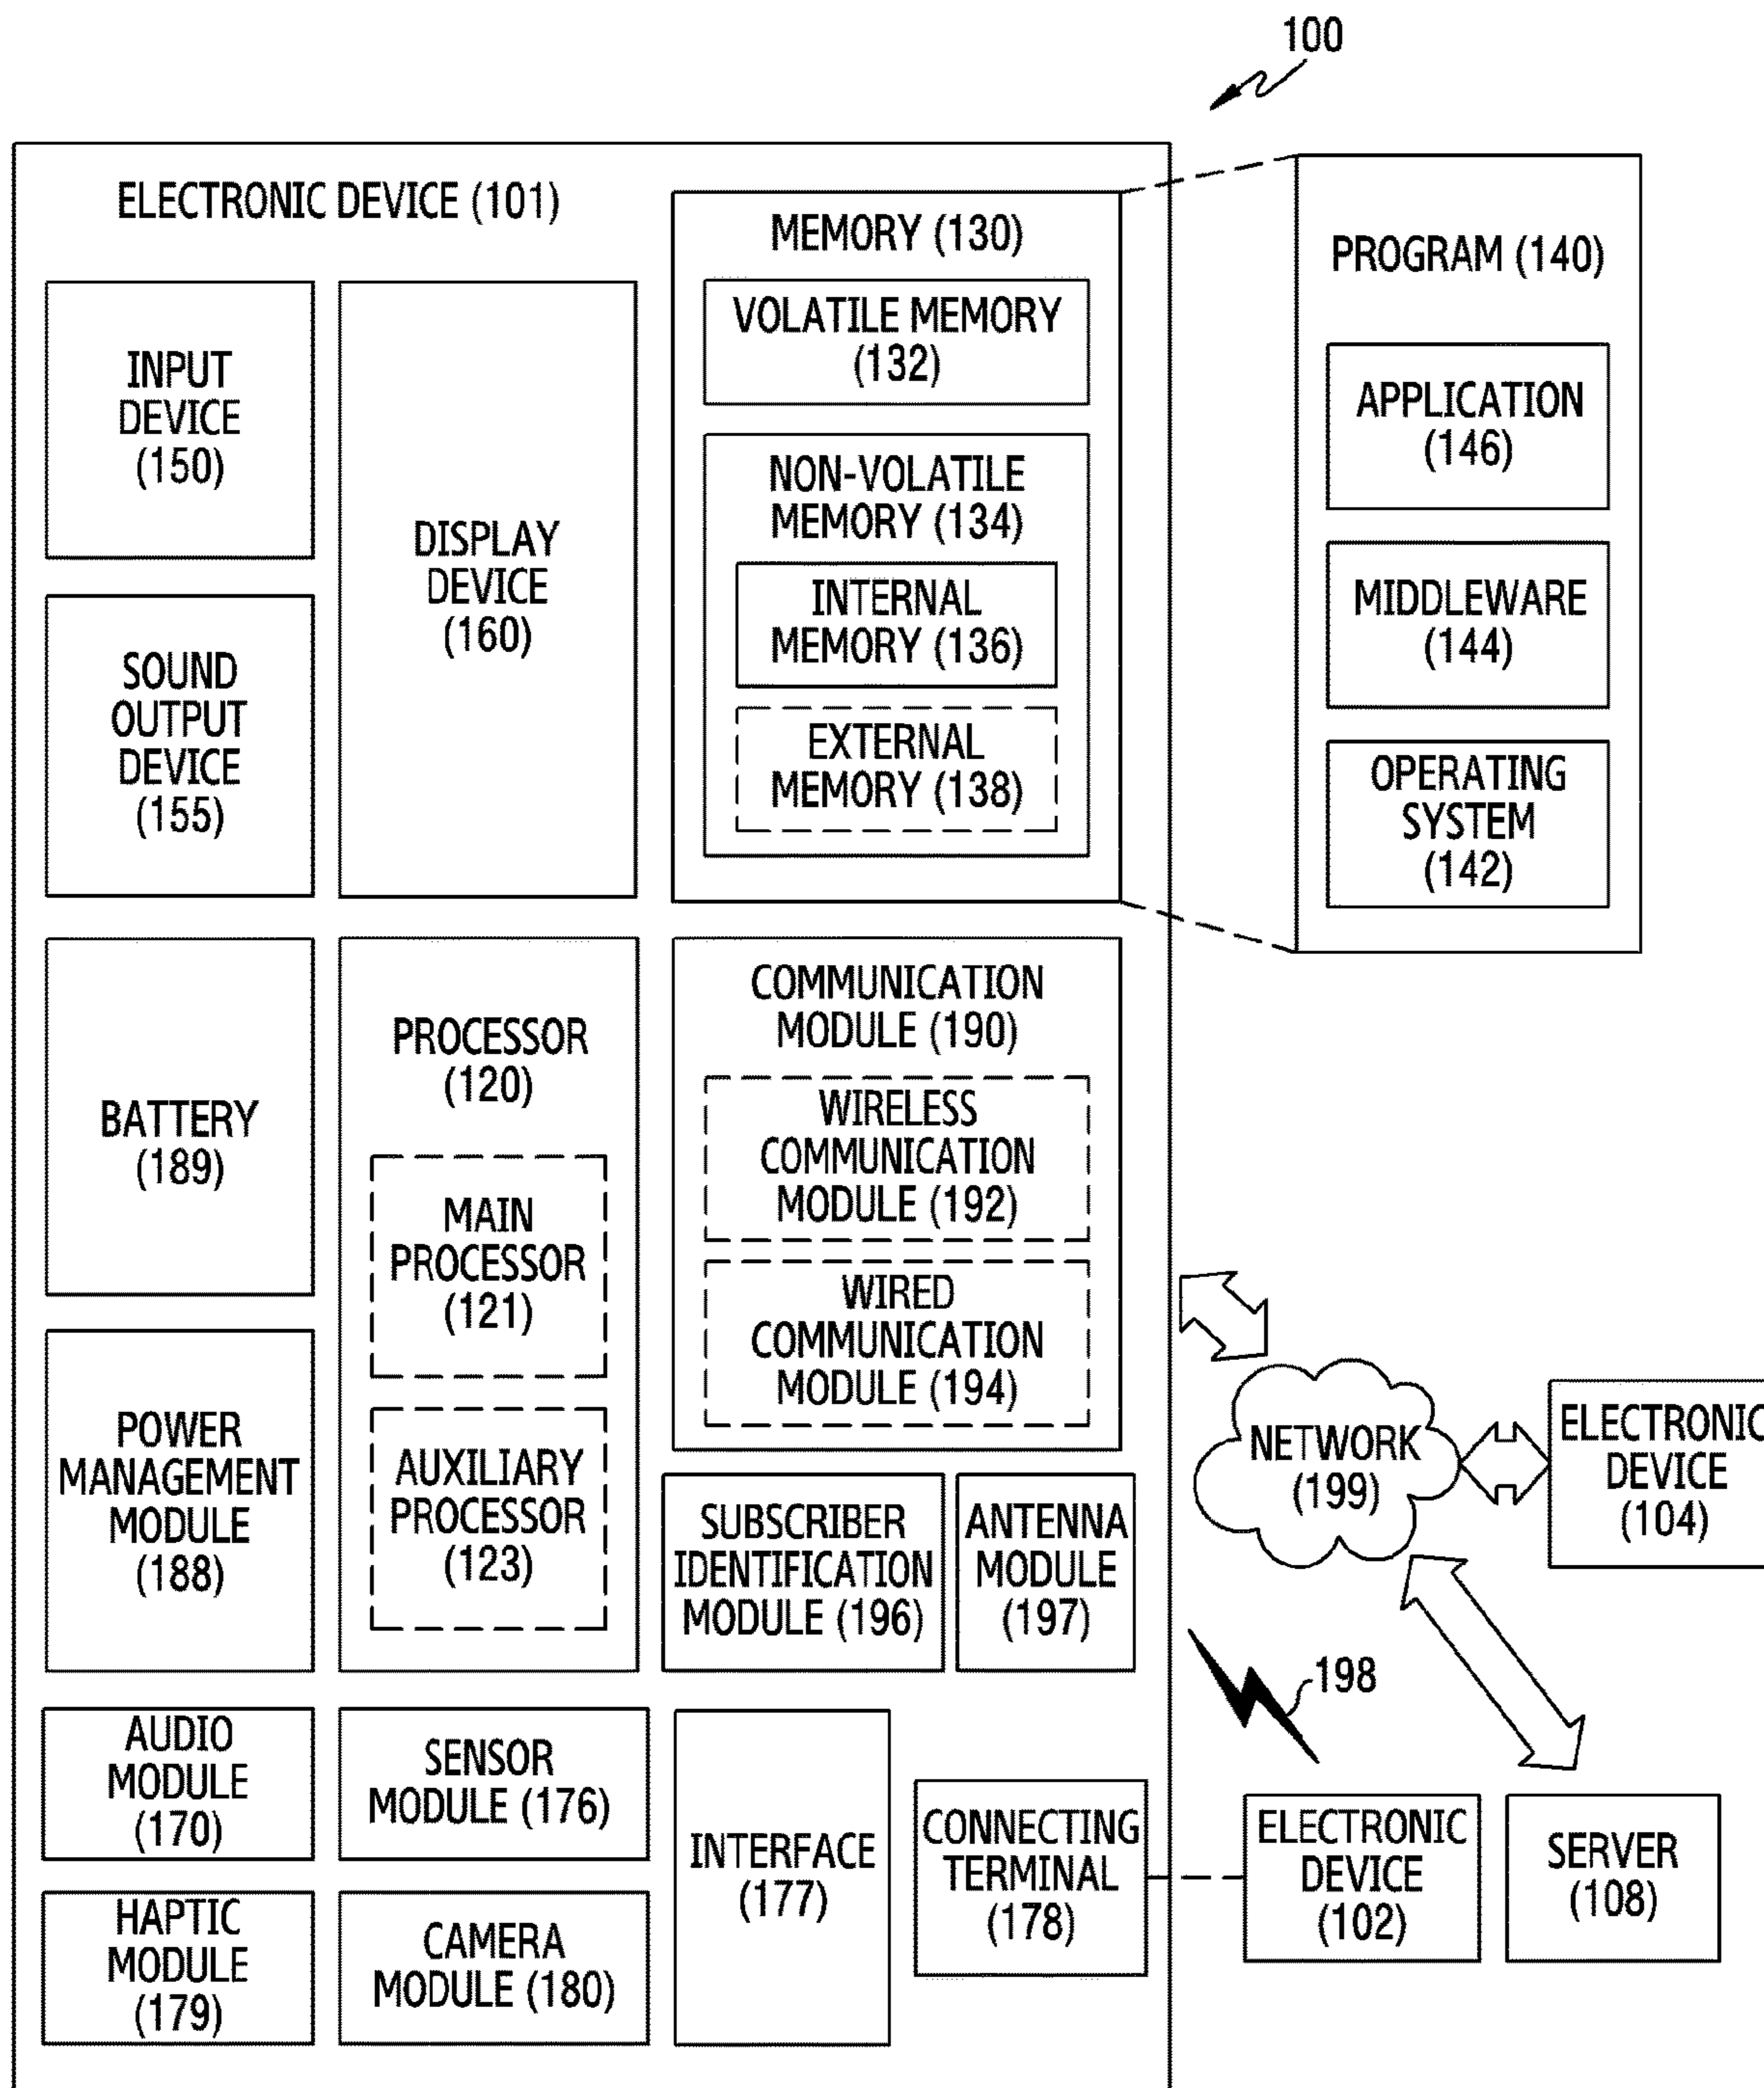 100
ELECTRONIC DEVICE (101)
INPUT
DEVICE
(150)
SOUND
OUTPUT
DEVICE
(155)
DISPLAY
DEVICE
(160)
MEMORY (130)
VOLATILE MEMORY
(132)
NON-VOLATILE
MEMORY (134)
INTERNAL
MEMORY (136)
EXTERNAL
MEMORY (138)
PROGRAM (140)
APPLICATION
(146)
MIDDLEWARE
(144)
OPERATING
SYSTEM
(142)
BATTERY
(189)
POWER
MANAGEMENT
MODULE
(188)
PROCESSOR
(120)
MAIN
PROCESSOR
(121)
AUXILIARY
PROCESSOR
(123)
COMMUNICATION
MODULE (190)
WIRELESS
COMMUNICATION
MODULE (192)
WIRED
COMMUNICATION
MODULE (194)
SUBSCRIBER
IDENTIFICATION
MODULE (196)
ANTENNA
MODULE
(197)
NETWORK
(199)
ELECTRONIC
DEVICE
(104)
198
AUDIO
MODULE
(170)
SENSOR
MODULE (176)
HAPTIC
MODULE
(179)
CAMERA
MODULE (180)
INTERFACE
(177)
CONNECTING
TERMINAL
(178)
ELECTRONIC
DEVICE
(102)
SERVER
(108)